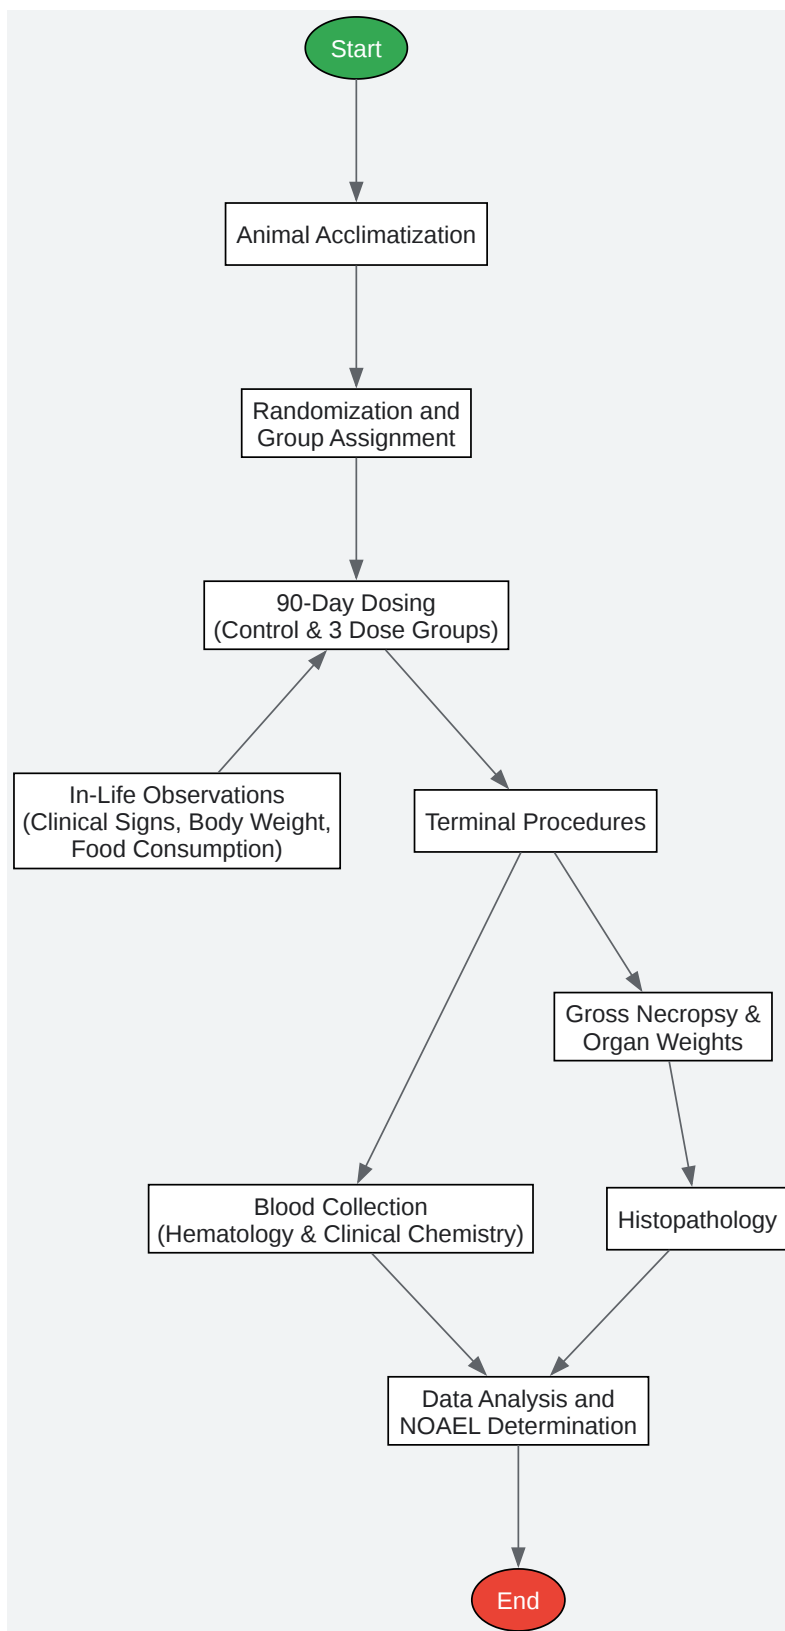 Start
Animal Acclimatization
Randomization and
Group Assignment
90-Day Dosing
(Control & 3 Dose Groups)
In-Life Observations
(Clinical Signs, Body Weight,
Food Consumption)
Terminal Procedures
Gross Necropsy &
Organ Weights
Blood Collection
(Hematology & Clinical Chemistry)
Histopathology
Data Analysis and
NOAEL Determination
End